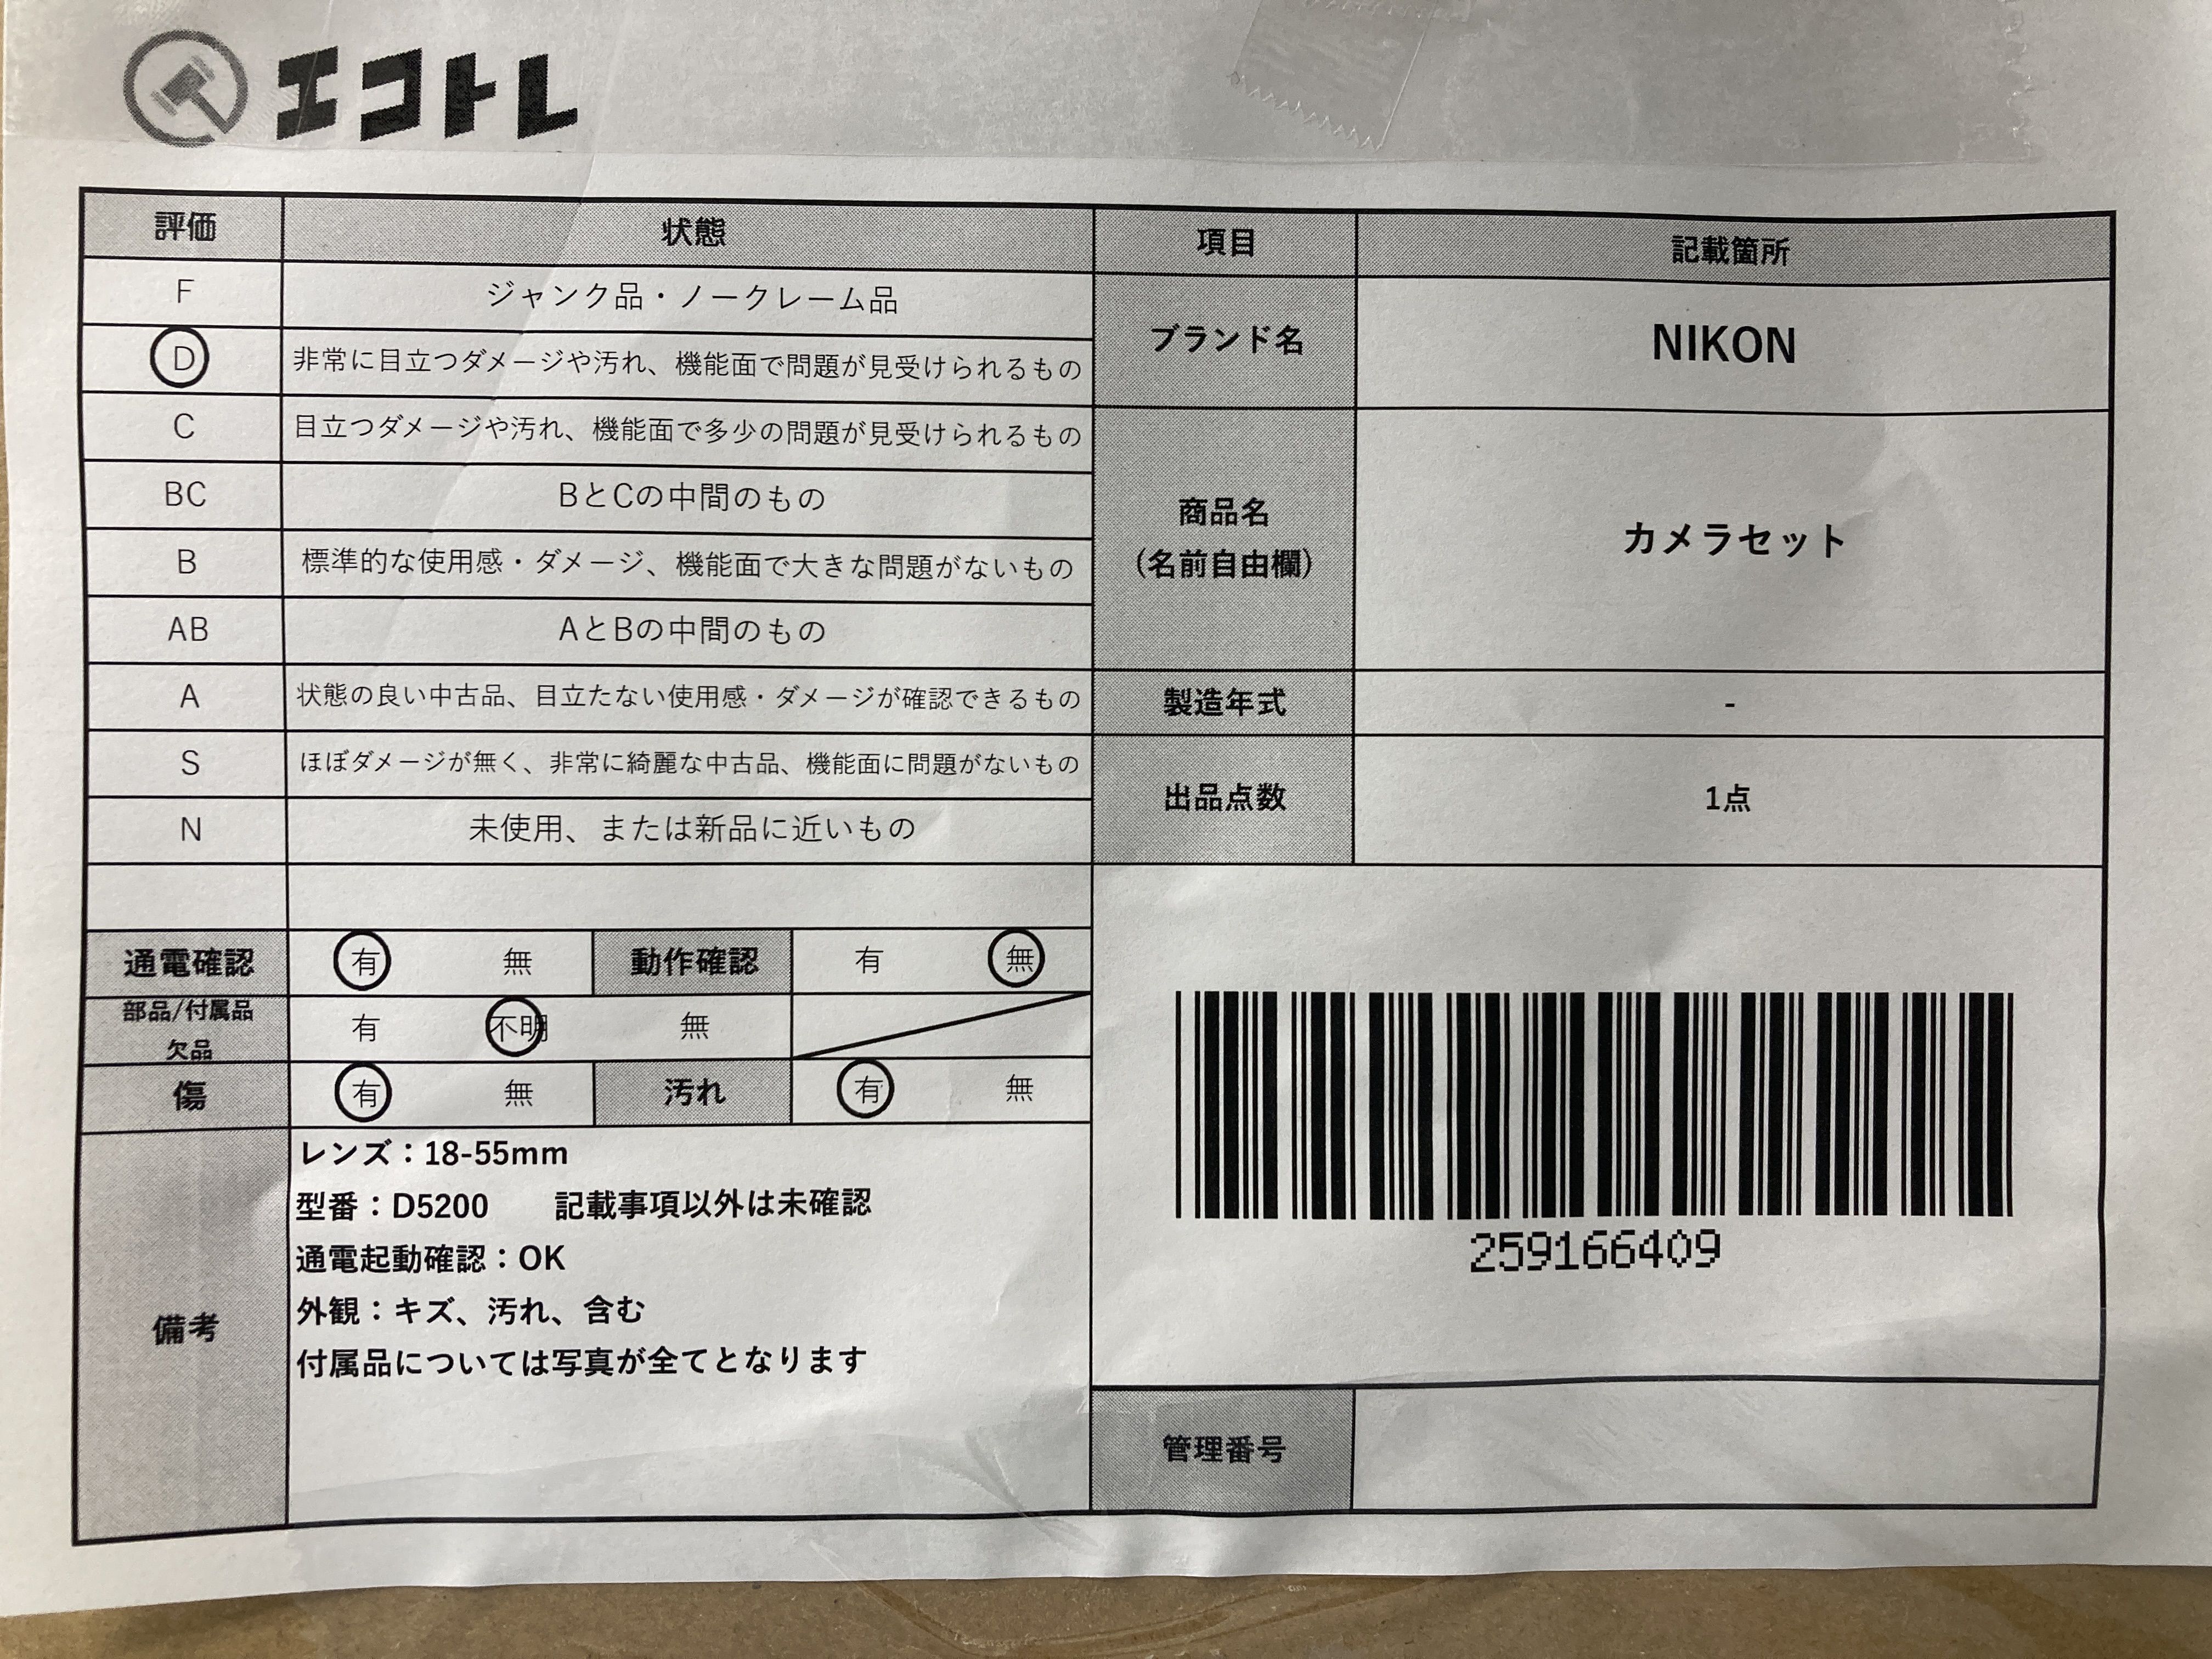 エコトレ
評価 状態 項目 記載箇所
F ジャンク品・ノークレーム品
D 非常に目立つダメージや汚れ、機能面で問題が見受けられるもの
ブランド名 NIKON
C 目立つダメージや汚れ、機能面で多少の問題が見受けられるもの
BC BとCの中間のもの
商品名
(名前自由欄)
カメラセット
B 標準的な使用感・ダメージ、機能面で大きな問題がないもの
AB AとBの中間のもの
A 状態の良い中古品、目立たない使用感・ダメージが確認できるもの
製造年式 -
S ほぼダメージが無く、非常に綺麗な中古品、機能面に問題がないもの
出品点数 1点
N 未使用、または新品に近いもの
通電確認 有 無 動作確認 有 無
部品/付属品
欠品
有 不明 無
傷 有 無 汚れ 有 無
備考
レンズ：18-55mm
型番：D5200 記載事項以外は未確認
通電起動確認：OK
外観：キズ、汚れ、含む
付属品については写真が全てとなります
259166409
管理番号